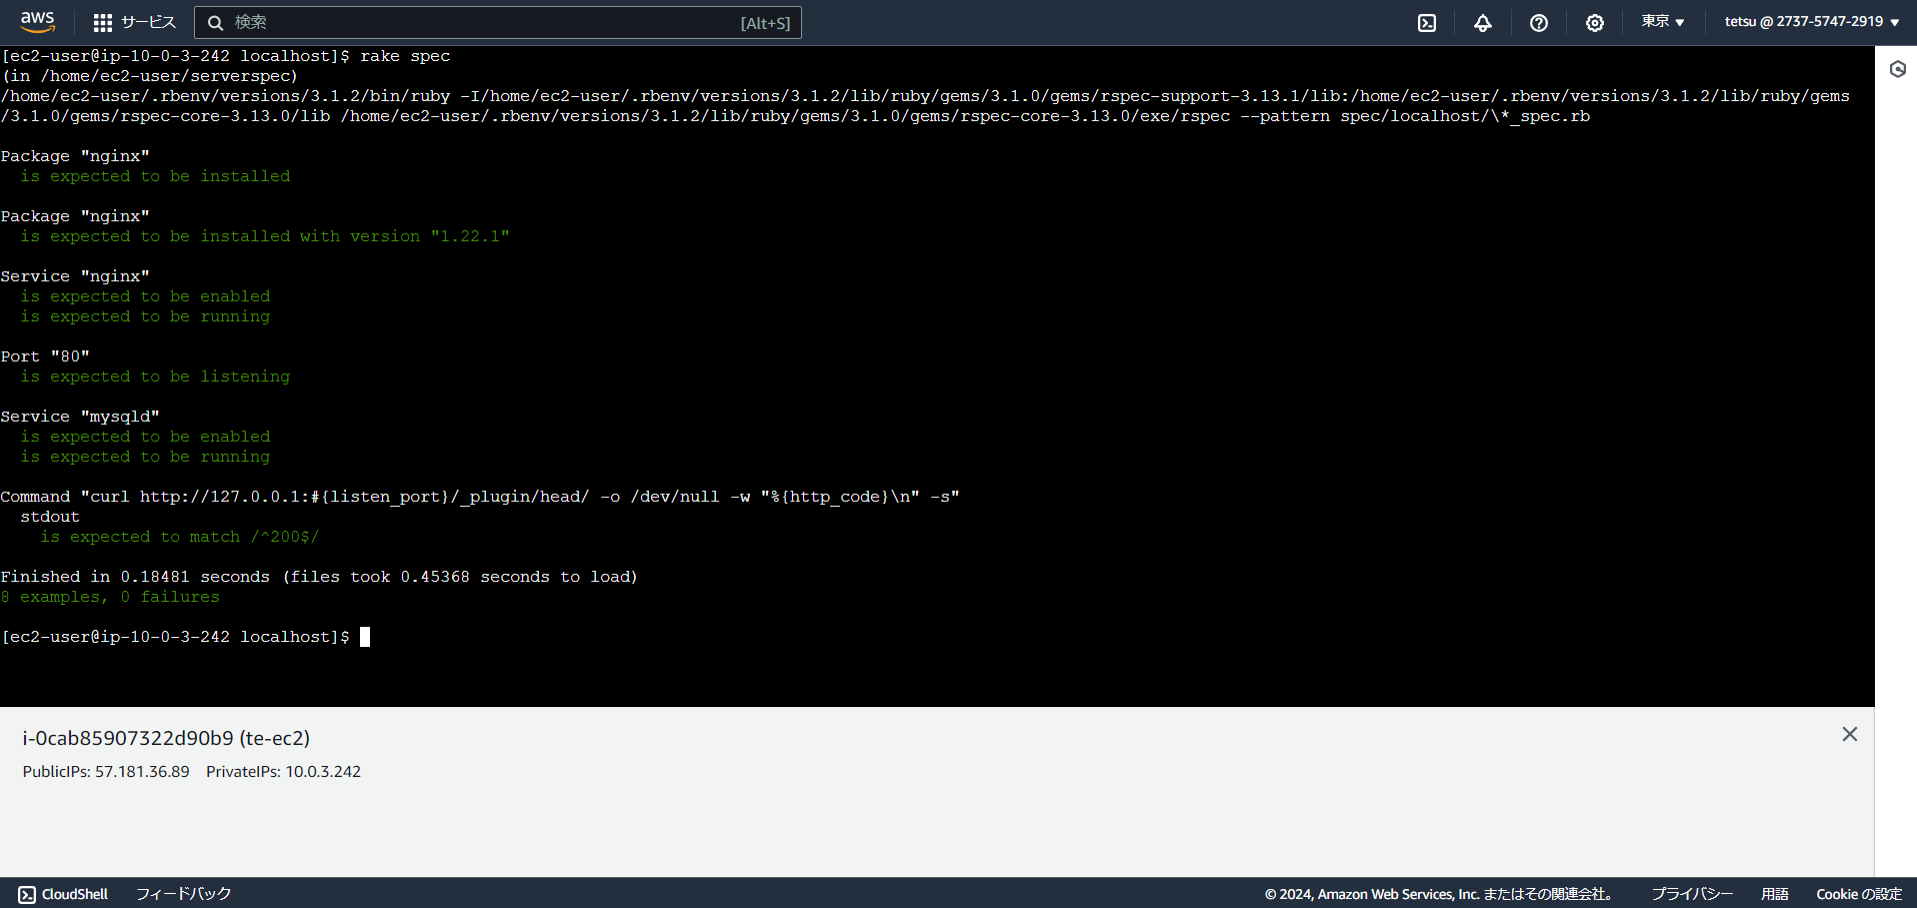 aws
サービス
検索
[Alt+S]
東京 ▼
tetsu @ 2737-5747-2919 ▼
[ec2-user@ip-10-0-3-242 localhost]$ rake spec
(in /home/ec2-user/serverspec)
/home/ec2-user/.rbenv/versions/3.1.2/bin/ruby -I/home/ec2-user/.rbenv/versions/3.1.2/lib/ruby/gems/3.1.0/gems/rspec-support-3.13.1/lib:/home/ec2-user/.rbenv/versions/3.1.2/lib/ruby/gems
/3.1.0/gems/rspec-core-3.13.0/lib /home/ec2-user/.rbenv/versions/3.1.2/lib/ruby/gems/3.1.0/gems/rspec-core-3.13.0/exe/rspec --pattern spec/localhost/\*_spec.rb
Package "nginx"
is expected to be installed
Package "nginx"
is expected to be installed with version "1.22.1"
Service "nginx"
is expected to be enabled
is expected to be running
Port "80"
is expected to be listening
Service "mysqld"
is expected to be enabled
is expected to be running
Command "curl http://127.0.0.1:#{listen_port}/_plugin/head/ -o /dev/null -w "%{http_code}\n" -s"
stdout
is expected to match /^200$/
Finished in 0.18481 seconds (files took 0.45368 seconds to load)
8 examples, 0 failures
[ec2-user@ip-10-0-3-242 localhost]$
i-0cab85907322d90b9 (te-ec2)
PublicIPs: 57.181.36.89 PrivateIPs: 10.0.3.242
CloudShell
フィードバック
© 2024, Amazon Web Services, Inc. またはその関連会社。
プライバシー
用語
Cookie の設定